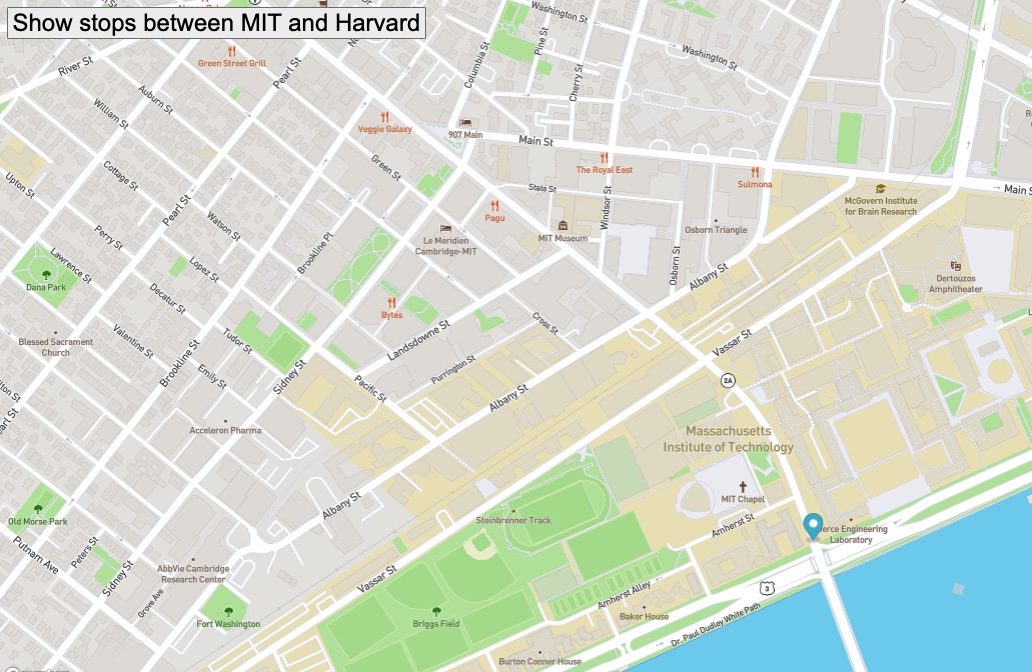 Show stops between MIT and Harvard
Washington St
Pine St
Columbia St
Washington St
Green Street Grill
River St
Pearl St
Cherry St
Auburn St
William St
Veggie Galaxy
907 Main
Main St
The Royal East
Sulmona
McGovern Institute
for Brain Research
Main S
Green St
Cottage St
Upton St
State St
Windsor St
Pagu
Pearl St
Watson St
MIT Museum
Osborn Triangle
Le Meridien
Cambridge-MIT
Perry St
Brookline Pl
Osborn St
Lawrence St
Dana Park
Lopez St
Albany St
Dertouzos
Amphitheater
Decatur St
Bytes
Cross St
Valentine St
Tudor St
Landsdowne St
Vassar St
Blessed Sacrament
Church
Brookline St
Emily St
Sidney St
Purrington St
2A
Pacific St
Albany St
Acceleron Pharma
Massachusetts
Institute of Technology
MIT Chapel
Albany St
Old Morse Park
Steinbrenner Track
Amherst St
erce Engineering
Laboratory
Putnam Ave
Peters St
Sidney St
AbbVie Cambridge
Research Center
Vassar St
Grove Ave
Amherst Alley
3
Fort Washington
Briggs Field
Baker House
Dr. Paul Dudley White Path
Burton Conner House